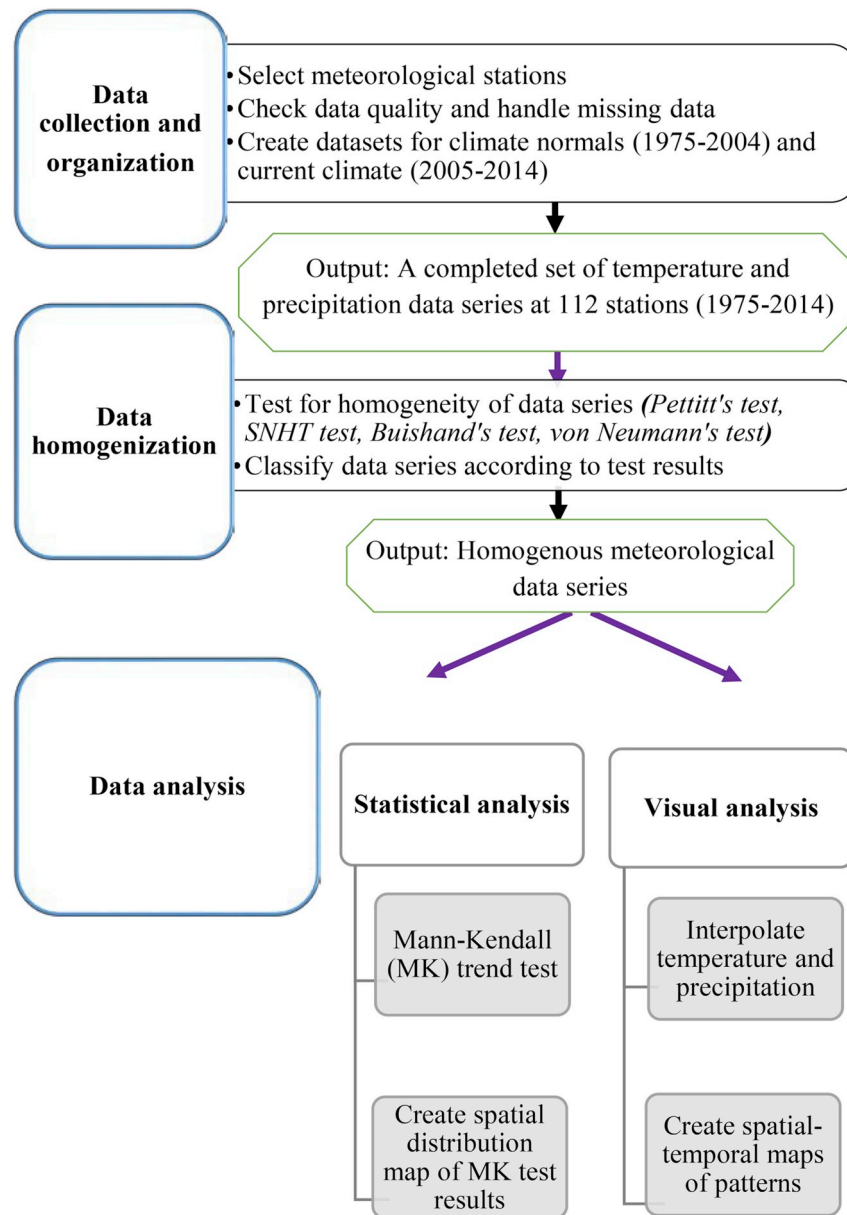 Data
collection and
organization
•Select meteorological stations
•Check data quality and handle missing data
•Create datasets for climate normals (1975-2004) and
current climate (2005-2014)
Output: A completed set of temperature and
precipitation data series at 112 stations (1975-2014)
Data
homogenization
•Test for homogeneity of data series (Pettitt's test,
SNHT test, Buishand's test, von Neumann's test)
•Classify data series according to test results
Output: Homogenous meteorological
data series
Data analysis
Statistical analysis
Mann-Kendall
(MK) trend test
Create spatial
distribution
map of MK test
results
Visual analysis
Interpolate
temperature and
precipitation
Create spatial-
temporal maps
of patterns